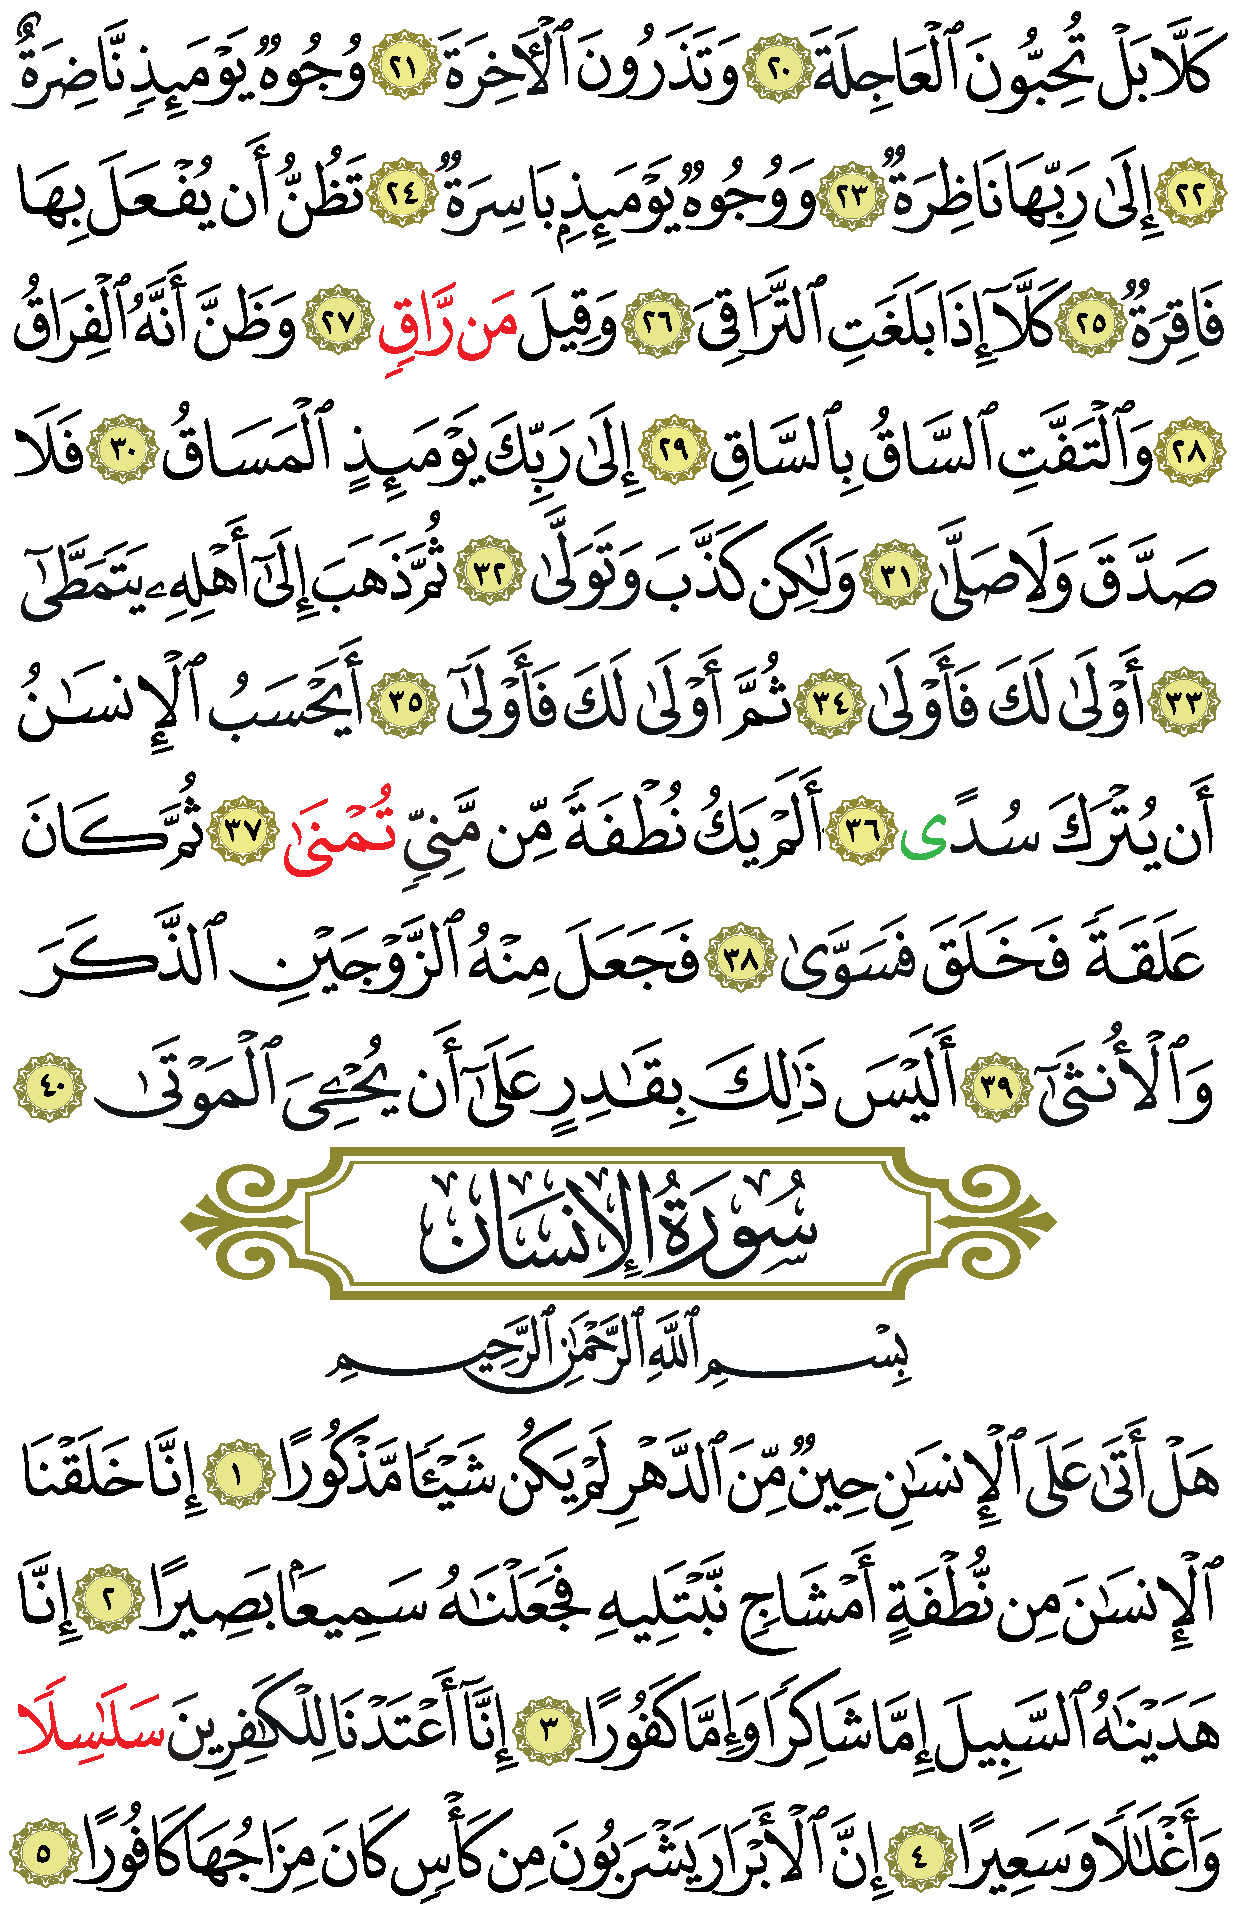 كَلَّا بَلْ تُحِبُّونَ ٱلْعَاجِلَةَ ٢٠ وَتَذَرُونَ ٱلْأَخِرَةَ ٢١ وُجُوهٌ يَوْمَئِذٍ نَّاضِرَةٌ
٢٢ إِلَىٰ رَبِّهَا نَاظِرَةٌ ٢٣ وَوُجُوهٌ يَوْمَئِذٍۭ بَاسِرَةٌ ٢٤ تَظُنُّ أَن يُفْعَلَ بِهَا
فَاقِرَةٌ ٢٥ كَلَّآ إِذَا بَلَغَتِ ٱلتَّرَاقِىَ ٢٦ وَقِيلَ مَن رَّاقٍ ٢٧ وَظَنَّ أَنَّهُ ٱلْفِرَاقُ
٢٨ وَٱلْتَفَّتِ ٱلسَّاقُ بِٱلسَّاقِ ٢٩ إِلَىٰ رَبِّكَ يَوْمَئِذٍ ٱلْمَسَاقُ ٣٠ فَلَا
صَدَّقَ وَلَا صَلَّىٰ ٣١ وَلَٰكِن كَذَّبَ وَتَوَلَّىٰ ٣٢ ثُمَّ ذَهَبَ إِلَىٰٓ أَهْلِهِۦ يَتَمَطَّىٰٓ
٣٣ أَوْلَىٰ لَكَ فَأَوْلَىٰ ٣٤ ثُمَّ أَوْلَىٰ لَكَ فَأَوْلَىٰٓ ٣٥ أَيَحْسَبُ ٱلْإِنسَٰنُ
أَن يُتْرَكَ سُدًى ٣٦ أَلَمْ يَكُ نُطْفَةً مِّن مَّنِىٍّ تُمْنَىٰ ٣٧ ثُمَّ كَانَ
عَلَقَةً فَخَلَقَ فَسَوَّىٰ ٣٨ فَجَعَلَ مِنْهُ ٱلزَّوْجَيْنِ ٱلذَّكَرَ
وَٱلْأُنثَىٰٓ ٣٩ أَلَيْسَ ذَٰلِكَ بِقَٰدِرٍ عَلَىٰٓ أَن يُحْـِۧىَ ٱلْمَوْتَىٰ ٤٠
سُورَةُ الإِنسَان
بِسْمِ ٱللَّهِ ٱلرَّحْمَٰنِ ٱلرَّحِيمِ
هَلْ أَتَىٰ عَلَى ٱلْإِنسَٰنِ حِينٌ مِّنَ ٱلدَّهْرِ لَمْ يَكُن شَيْـًٔا مَّذْكُورًا ١ إِنَّا خَلَقْنَا
ٱلْإِنسَٰنَ مِن نُّطْفَةٍ أَمْشَاجٍ نَّبْتَلِيهِ فَجَعَلْنَٰهُ سَمِيعًۢا بَصِيرًا ٢ إِنَّا
هَدَيْنَٰهُ ٱلسَّبِيلَ إِمَّا شَاكِرًا وَإِمَّا كَفُورًا ٣ إِنَّآ أَعْتَدْنَا لِلْكَٰفِرِينَ سَلَٰسِلًا
وَأَغْلَٰلًا وَسَعِيرًا ٤ إِنَّ ٱلْأَبْرَارَ يَشْرَبُونَ مِن كَأْسٍ كَانَ مِزَاجُهَا كَافُورًا ٥